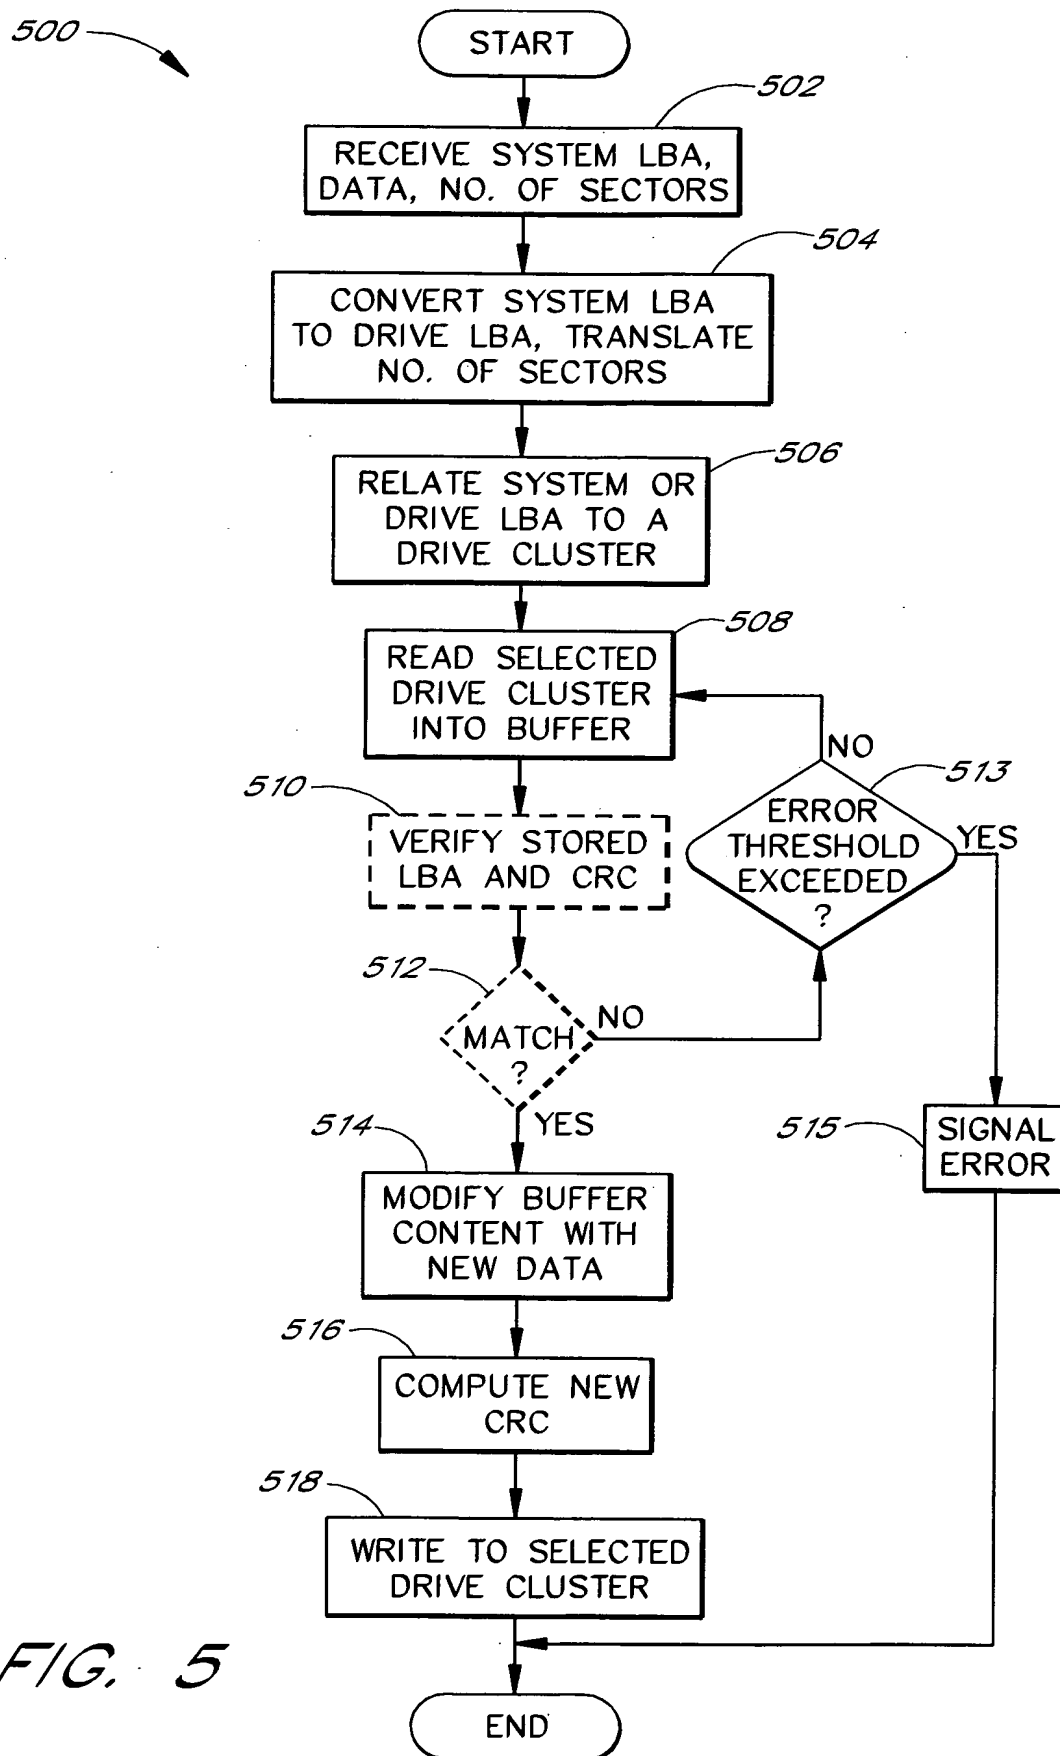 500
START
502
RECEIVE SYSTEM LBA,
DATA, NO. OF SECTORS
504
CONVERT SYSTEM LBA
TO DRIVE LBA, TRANSLATE
NO. OF SECTORS
506
RELATE SYSTEM OR
DRIVE LBA TO A
DRIVE CLUSTER
508
READ SELECTED
DRIVE CLUSTER
INTO BUFFER
NO
513
510
ERROR
THRESHOLD
EXCEEDED
?
YES
VERIFY STORED
LBA AND CRC
512
MATCH
?
NO
YES
514
515
SIGNAL
ERROR
MODIFY BUFFER
CONTENT WITH
NEW DATA
516
COMPUTE NEW
CRC
518
WRITE TO SELECTED
DRIVE CLUSTER
FIG. 5
END